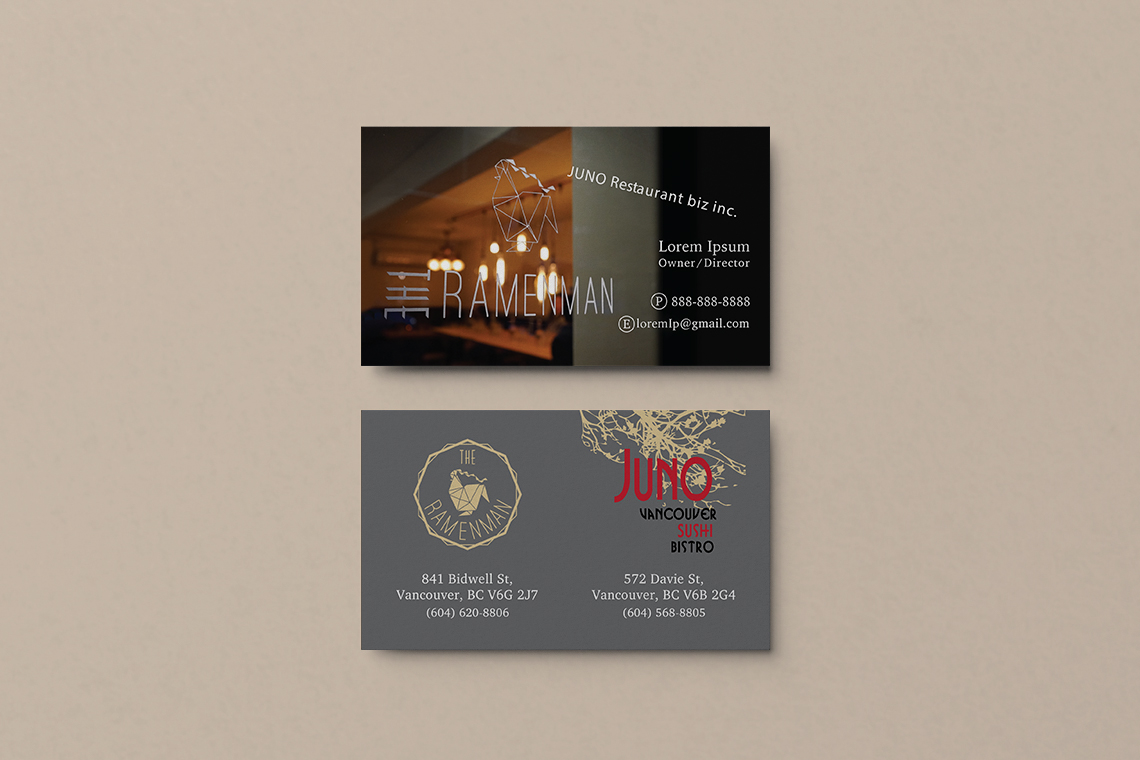 JUNO Restaurant biz inc.
THE RAMENMAN
Lorem Ipsum
Owner/Director
P 888-888-8888
E loremIp@gmail.com
THE
RAMENMAN
841 Bidwell St,
Vancouver, BC V6G 2J7
(604) 620-8806
JUNO
VANCOUVER
SUSHI
BISTRO
572 Davie St,
Vancouver, BC V6B 2G4
(604) 568-8805